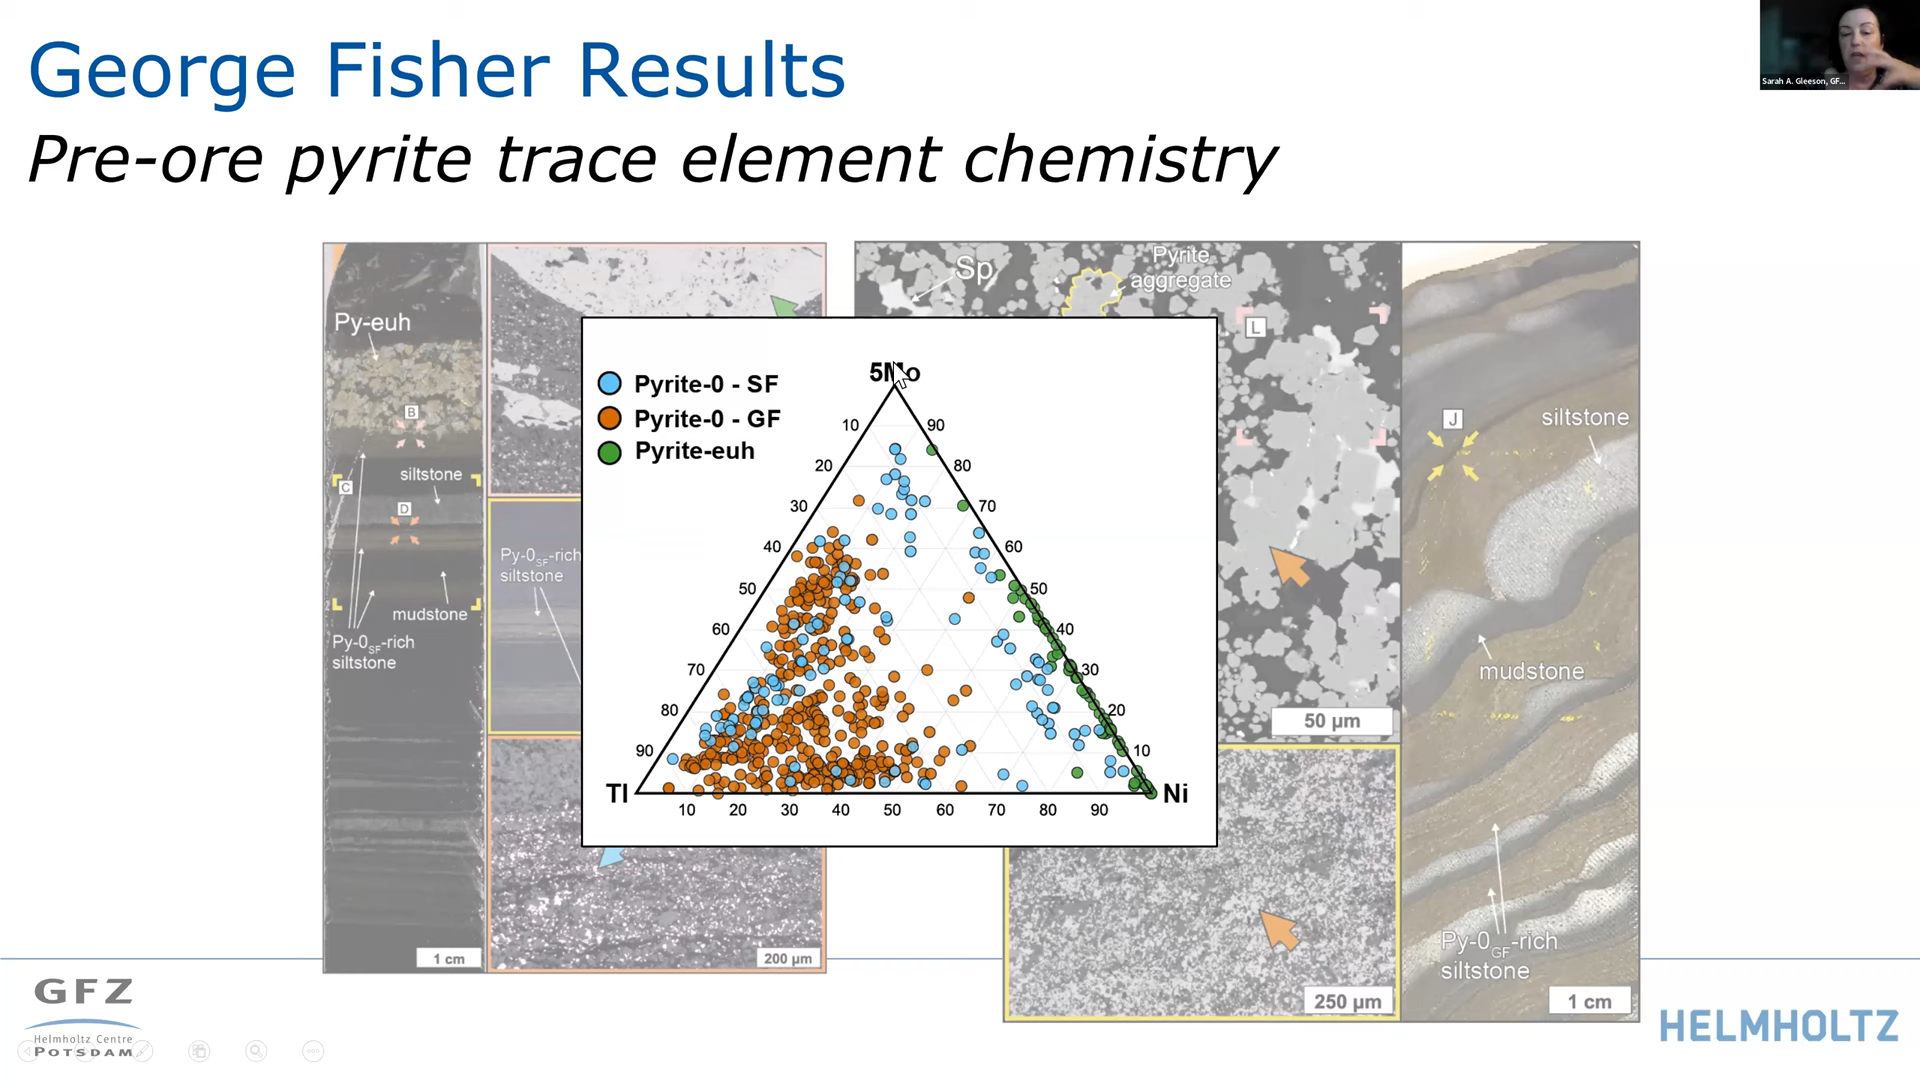 George Fisher Results
Pre-ore pyrite trace element chemistry
Sarah A. Gleeson, GF...
Py-euh
B
siltstone
C
D
mudstone
Py-0SF-rich
siltstone
1 cm
Py-0SF-rich
siltstone
200 µm
Sp
Pyrite
aggregate
L
50 µm
250 µm
J
siltstone
mudstone
Py-0GF-rich
siltstone
1 cm
Pyrite-0 - SF
Pyrite-0 - GF
Pyrite-euh
5Mo
10 90
20 80
30 70
40 60
50 50
60 40
70 30
80 20
90 10
Tl Ni
10 20 30 40 50 60 70 80 90
GFZ
Helmholtz Centre
POTSDAM
HELMHOLTZ